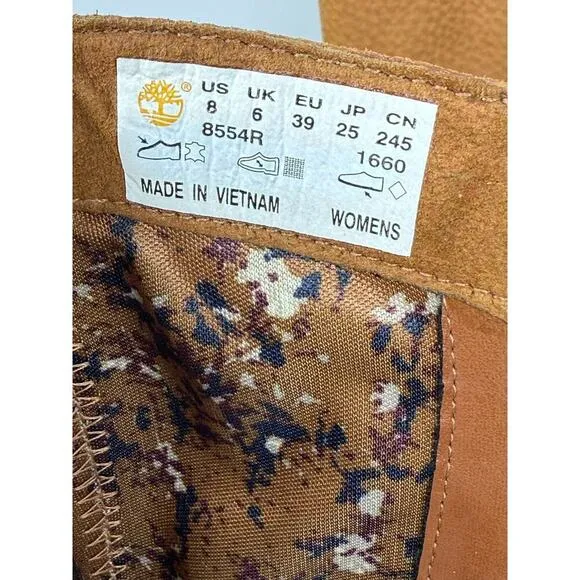 ® US UK EU JP CN
8 6 39 25 245
8554R 1660
MADE IN VIETNAM WOMENS